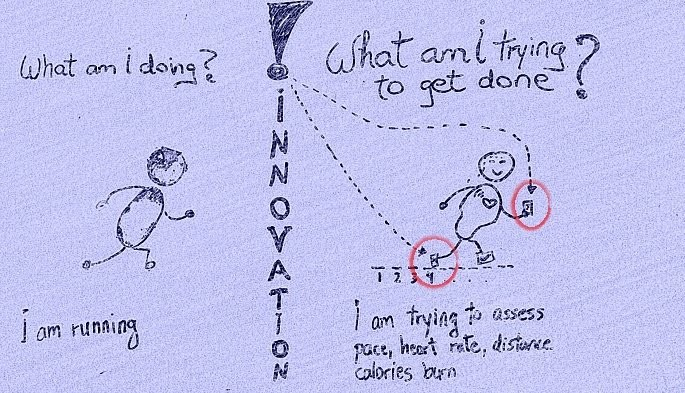 What am i doing?
What am i trying
to get done?
!
iNNOVATION
1 2 3 4
i am running
i am trying to assess
pace, heart rate, distance
calories burn